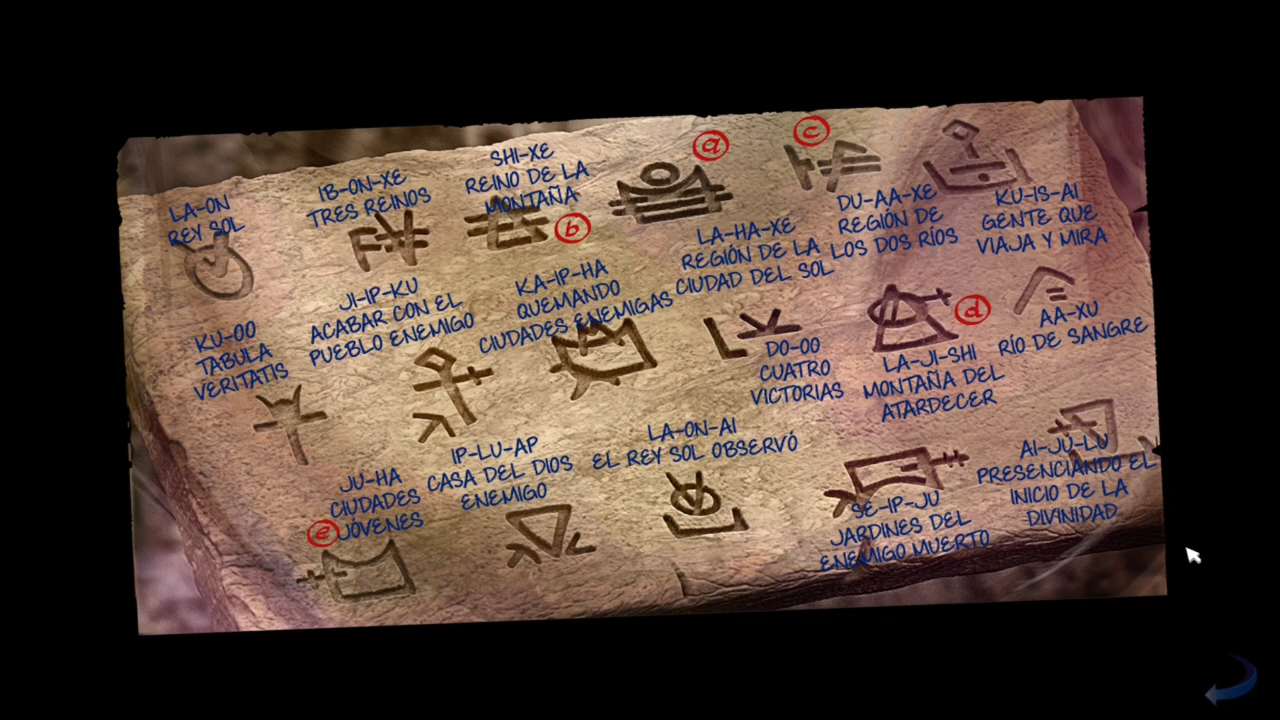 LA-ON
REY SOL
IB-ON-XE
TRES REINOS
SHI-XE
REINO DE LA
MONTAÑA
a
b
c
LA-HA-XE
REGIÓN DE LA
CIUDAD DEL SOL
DU-AA-XE
REGIÓN DE
LOS DOS RÍOS
KU-IS-AI
GENTE QUE
VIAJA Y MIRA
KU-OO
TABULA
VERITATIS
JI-IP-KU
ACABAR CON EL
PUEBLO ENEMIGO
KA-IP-HA
QUEMANDO
CIUDADES ENEMIGAS
DO-OO
CUATRO
VICTORIAS
d
LA-JI-SHI
MONTAÑA DEL
ATARDECER
AA-XU
RÍO DE SANGRE
e
JU-HA
CIUDADES
JÓVENES
IP-LU-AP
CASA DEL DIOS
ENEMIGO
LA-ON-AI
EL REY SOL OBSERVÓ
SE-IP-JU
JARDINES DEL
ENEMIGO MUERTO
AI-JU-LU
PRESENCIANDO EL
INICIO DE LA
DIVINIDAD